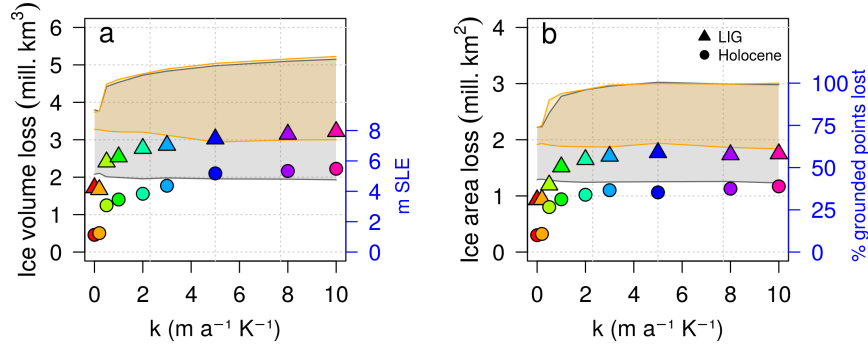 a
Ice volume loss (mill. km³)
6
5
4
3
2
1
0
8
6
4
2
0
m SLE
0 2 4 6 8 10
k (m a⁻¹ K⁻¹)
b
LIG
Holocene
Ice area loss (mill. km²)
4
3
2
1
0
100
75
50
25
0
% grounded points lost
0 2 4 6 8 10
k (m a⁻¹ K⁻¹)